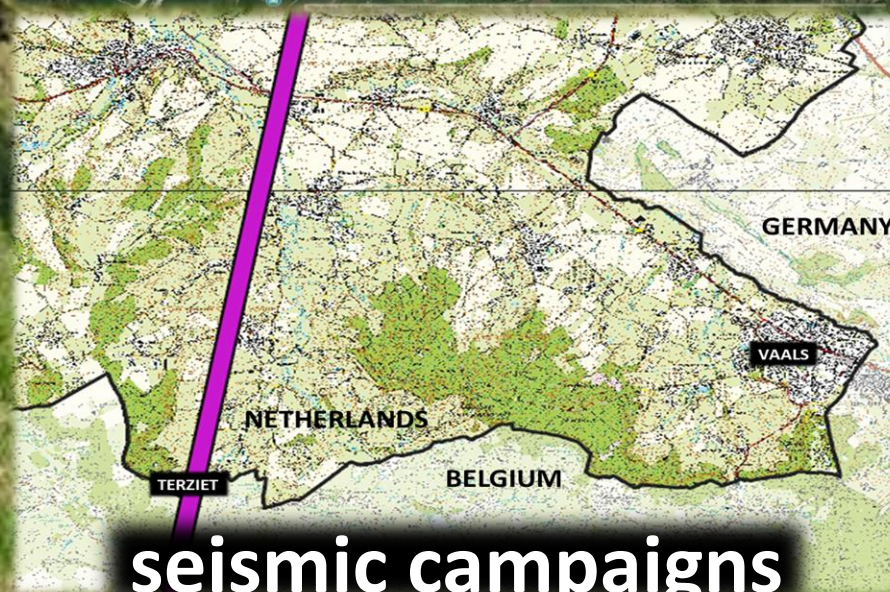 GERMANY
VAALS
NETHERLANDS
BELGIUM
TERZIET
seismic campaigns